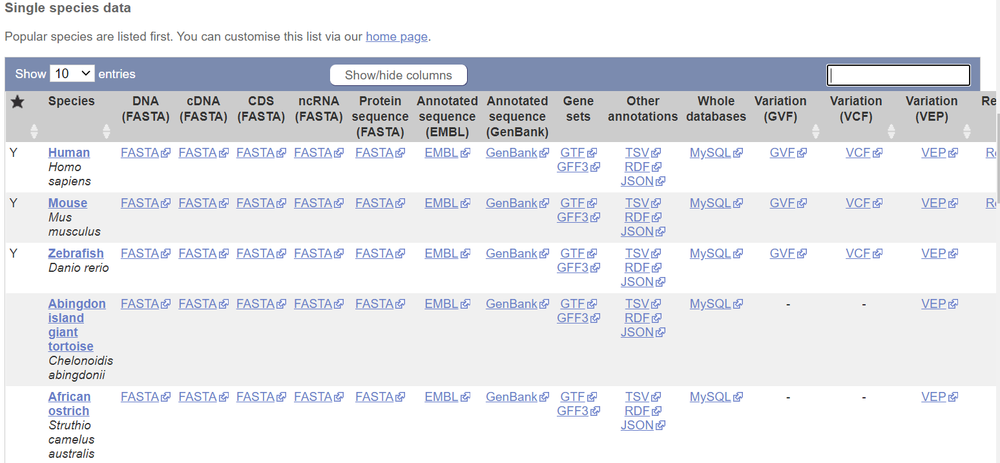 Single species data
Popular species are listed first. You can customise this list via our home page.
Show 10 entries Show/hide columns
Species DNA cDNA CDS ncRNA Protein Annotated Annotated Gene Other Whole Variation Variation Variation Re
(FASTA) (FASTA) (FASTA) (FASTA) sequence sequence sequence sets annotations databases (GVF) (VCF) (VEP)
(FASTA) (EMBL) (GenBank)
Y Human FASTA FASTA FASTA FASTA FASTA EMBL GenBank GTF TSV MySQL GVF VCF VEP
Homo GFF3 RDF
sapiens JSON
Y Mouse FASTA FASTA FASTA FASTA FASTA EMBL GenBank GTF TSV MySQL GVF VCF VEP
Mus GFF3 RDF
musculus JSON
Y Zebrafish FASTA FASTA FASTA FASTA FASTA EMBL GenBank GTF TSV MySQL GVF VCF VEP
Danio rerio GFF3 RDF
JSON
Abingdon FASTA FASTA FASTA FASTA FASTA EMBL GenBank GTF TSV MySQL - - VEP
island GFF3 RDF
giant JSON
tortoise
Chelonoidis
abingdonii
African FASTA FASTA FASTA FASTA FASTA EMBL GenBank GTF TSV MySQL - - VEP
ostrich GFF3 RDF
Struthio JSON
camelus
australis